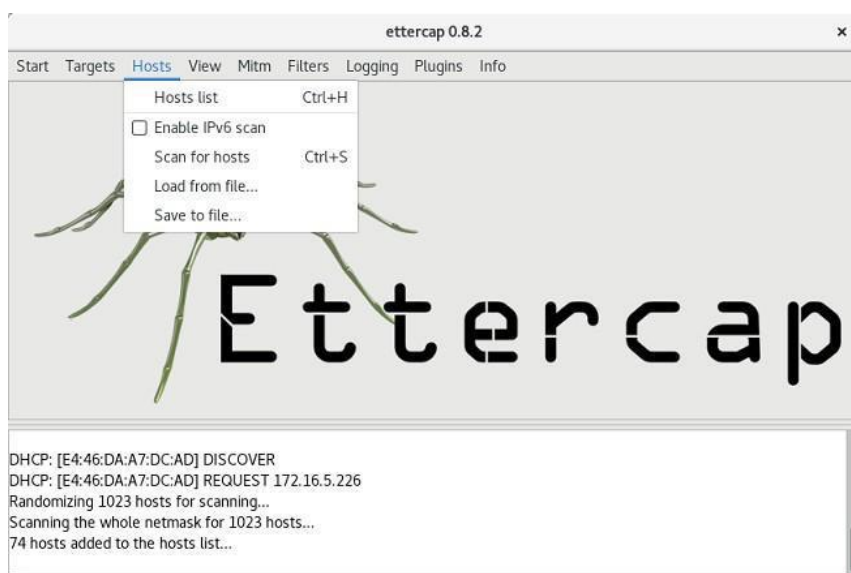 ettercap 0.8.2 ×
Start Targets Hosts View Mitm Filters Logging Plugins Info
Hosts list Ctrl+H
Enable IPv6 scan
Scan for hosts Ctrl+S
Load from file...
Save to file...
Ettercap
DHCP: [E4:46:DA:A7:DC:AD] DISCOVER
DHCP: [E4:46:DA:A7:DC:AD] REQUEST 172.16.5.226
Randomizing 1023 hosts for scanning...
Scanning the whole netmask for 1023 hosts...
74 hosts added to the hosts list...